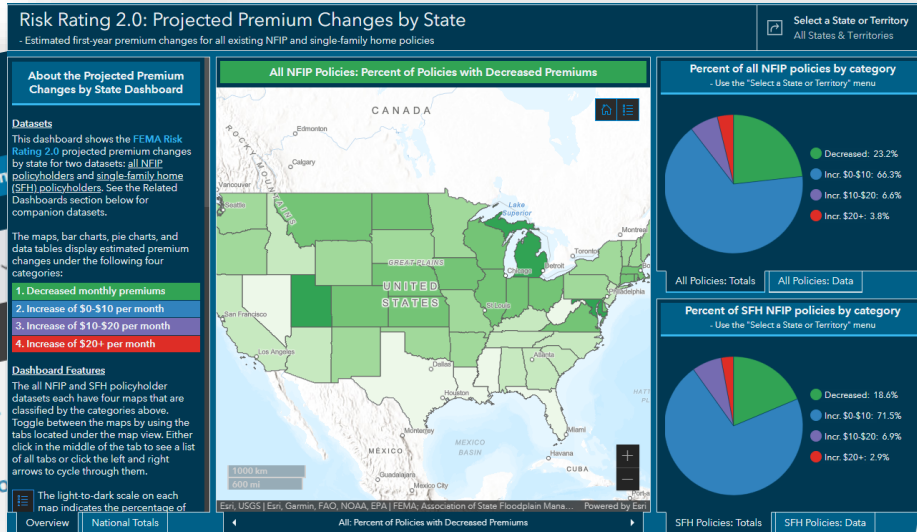 Risk Rating 2.0: Projected Premium Changes by State
- Estimated first-year premium changes for all existing NFIP and single-family home policies
Select a State or Territory
All States & Territories
About the Projected Premium
Changes by State Dashboard
Datasets
This dashboard shows the FEMA Risk
Rating 2.0 projected premium changes
by state for two datasets: all NFIP
policyholders and single-family home
(SFH) policyholders. See the Related
Dashboards section below for
companion datasets.
The maps, bar charts, pie charts, and
data tables display estimated premium
changes under the following four
categories:
1. Decreased monthly premiums
2. Increase of $0-$10 per month
3. Increase of $10-$20 per month
4. Increase of $20+ per month
Dashboard Features
The all NFIP and SFH policyholder
datasets each have four maps that are
classified by the categories above.
Toggle between the maps by using the
tabs located under the map view. Either
click in the middle of the tab to see a list
of all tabs or click the left and right
arrows to cycle through them.
The light-to-dark scale on each
map indicates the percentage of
Overview
National Totals
All NFIP Policies: Percent of Policies with Decreased Premiums
CANADA
ROCKY MOUNTAINS
Edmonton
Calgary
Vancouver
Seattle
Lake
Superior
Montreal
Toronto
GREAT PLAINS
Chicago
Detroit
UNITED
STATES
Philadelphia
St Louis
San Francisco
Los Angeles
Atlanta
Dallas
Houston
Miami
Monterrey
MEXICO
MEXICO
BASIN
Havana
CUBA
Guadalajara
Mexico City
Port-a
1000 km
600 mi
+
−
Esri, USGS | Esri, Garmin, FAO, NOAA, EPA | FEMA; Association of State Floodplain Mana...
Powered by Esri
All: Percent of Policies with Decreased Premiums
Percent of all NFIP policies by category
- Use the "Select a State or Territory" menu
Decreased: 23.2%
Incr. $0-$10: 66.3%
Incr. $10-$20: 6.6%
Incr. $20+: 3.8%
All Policies: Totals
All Policies: Data
Percent of SFH NFIP policies by category
- Use the "Select a State or Territory" menu
Decreased: 18.6%
Incr. $0-$10: 71.5%
Incr. $10-$20: 6.9%
Incr. $20+: 2.9%
SFH Policies: Totals
SFH Policies: Data